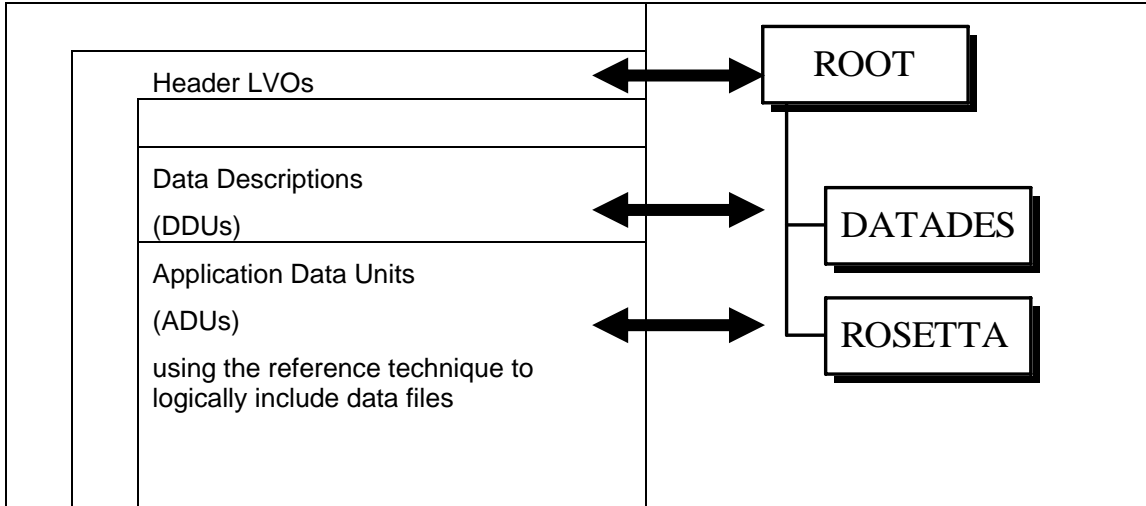 Header LVOs
ROOT
Data Descriptions
(DDUs)
DATADES
Application Data Units
(ADUs)
using the reference technique to
logically include data files
ROSETTA